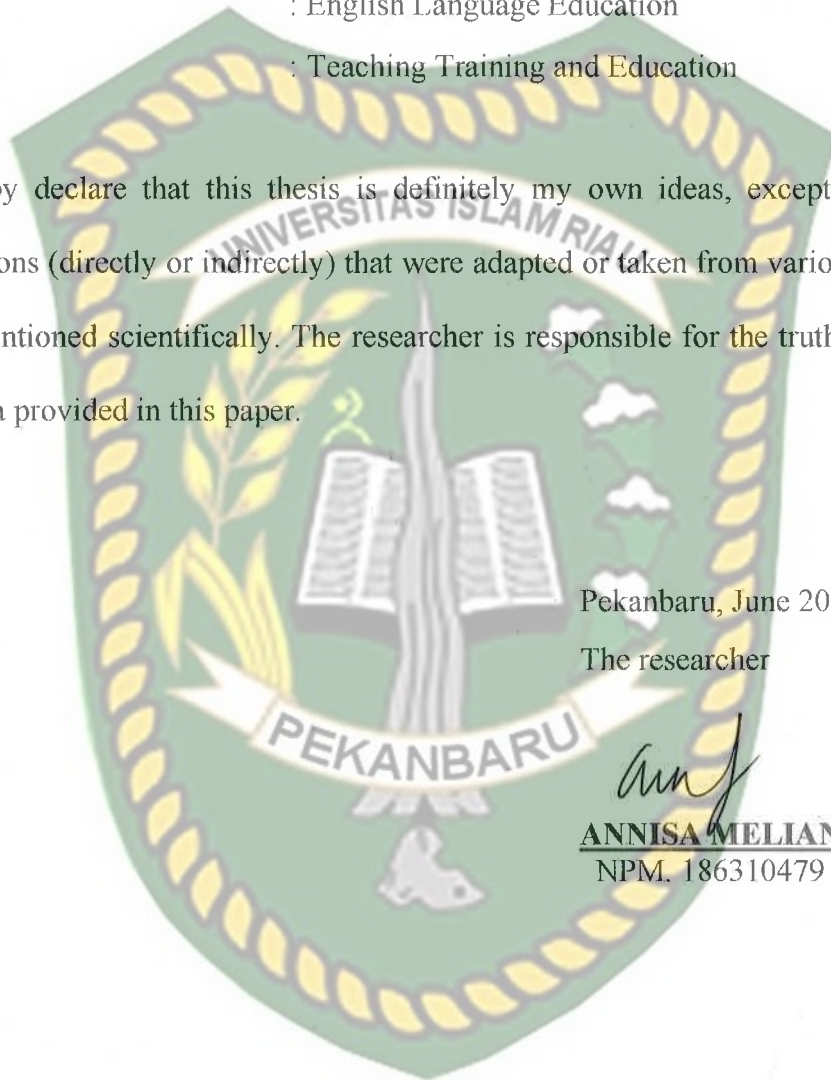 : English Language Education
: Teaching Training and Education
by declare that this thesis is definitely my own ideas, except
UNIVERSITAS ISLAM RIAU
ons (directly or indirectly) that were adapted or taken from vario
ntioned scientifically. The researcher is responsible for the truth
a provided in this paper.
Pekanbaru, June 20
The researcher
PEKANBARU
ANNISA MELIAN
NPM. 186310479